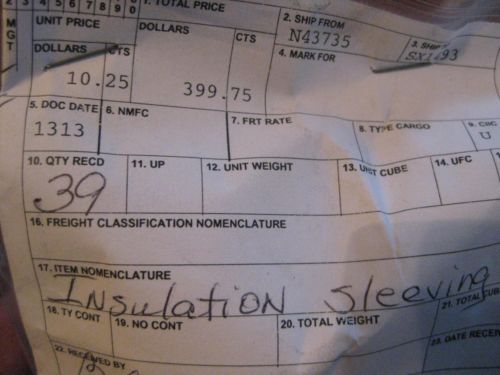 2 3 4 5 6 7 8 9 0 1. TOTAL PRICE
M G T
UNIT PRICE DOLLARS CTS
DOLLARS CTS
10.25 399.75
2. SHIP FROM
N43735
3. SHIP
4. MARK FOR
5. DOC DATE 6. NMFC 7. FRT RATE 8. TYPE CARGO 9.
1313 U
10. QTY RECD 11. UP 12. UNIT WEIGHT 13. UNIT CUBE 14. UFC
39
16. FREIGHT CLASSIFICATION NOMENCLATURE
17. ITEM NOMENCLATURE
Insulation Sleeving
18. TY CONT 19. NO CONT 20. TOTAL WEIGHT 21. TOTAL
22. RECEIVED BY 23. DATE